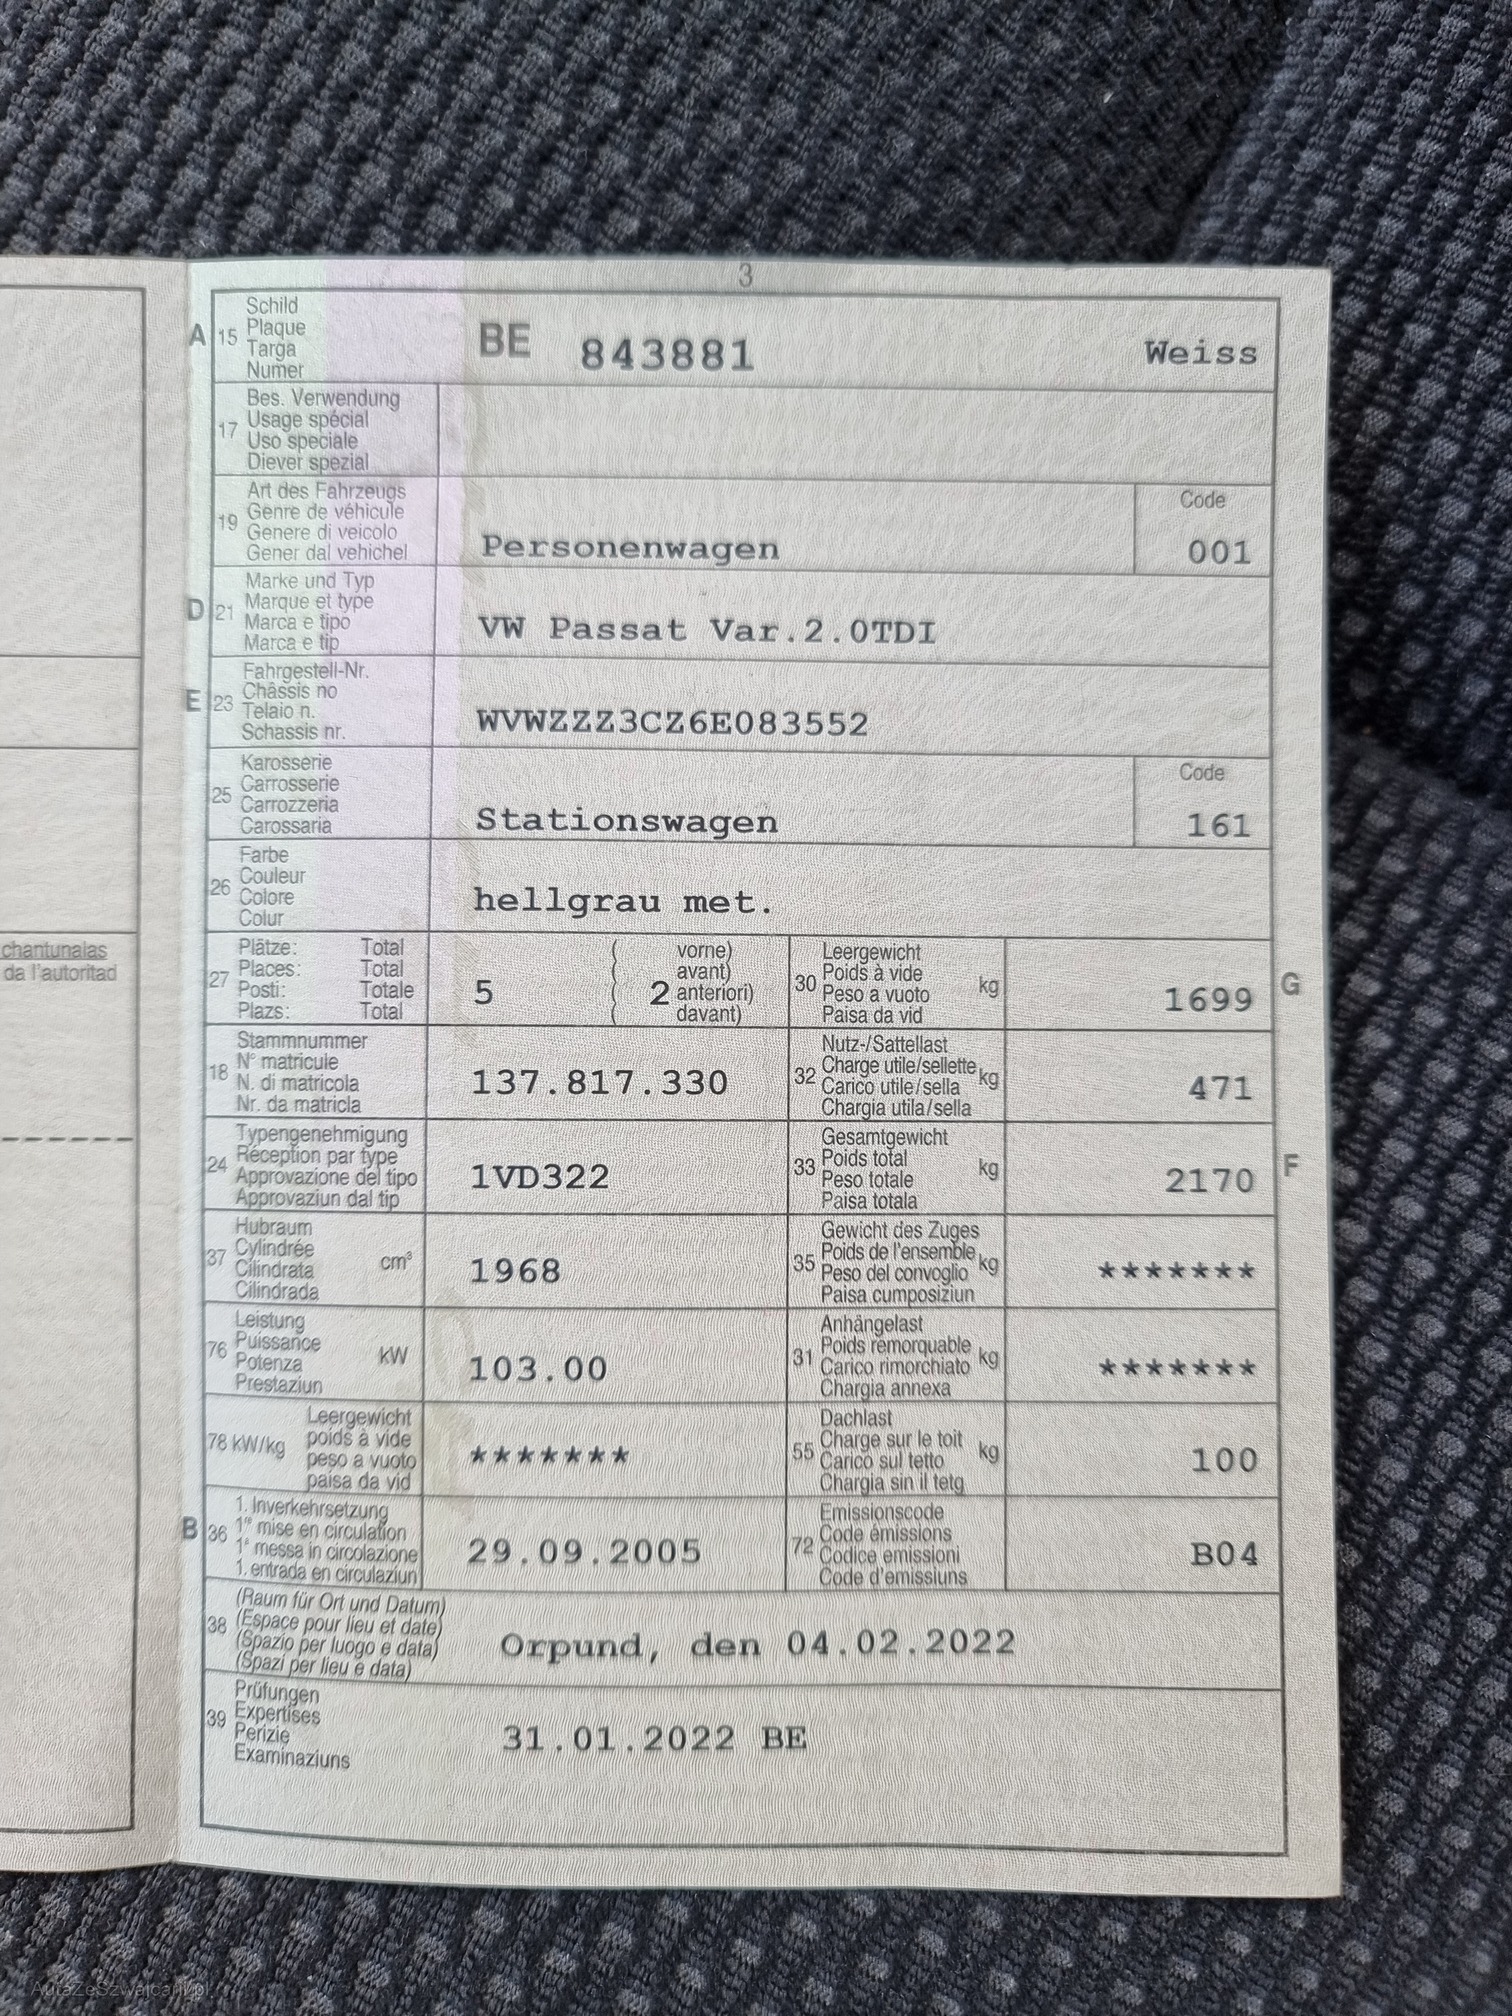 3
A 15 Schild
Plaque
Targa
Numer
BE 843881 Weiss
17 Bes. Verwendung
Usage spécial
Uso speciale
Diever spezial
19 Art des Fahrzeugs
Genre de véhicule
Genere di veicolo
Gener dal vehichel
Personenwagen
Code
001
D 21 Marke und Typ
Marque et type
Marca e tipo
Marca e tip
VW Passat Var.2.0TDI
E 23 Fahrgestell-Nr.
Châssis no
Telaio n.
Schassis nr.
WVWZZZ3CZ6E083552
25 Karosserie
Carrosserie
Carrozzeria
Carossaria
Stationswagen
Code
161
26 Farbe
Couleur
Colore
Colur
hellgrau met.
chantunalas
da l'autoritad
27 Plätze: Total
Places: Total
Posti: Totale
Plazs: Total
5 ( 2 vorne)
( avant)
( anteriori)
( davant)
30 Leergewicht
Poids à vide
Peso a vuoto
Paisa da vid
kg
1699
G
18 Stammnummer
N° matricule
N. di matricola
Nr. da matricla
137.817.330
32 Nutz-/Sattellast
Charge utile/sellette
Carico utile/sella
Chargia utila/sella
kg
471
24 Typengenehmigung
Réception par type
Approvazione del tipo
Approvaziun dal tip
1VD322
33 Gesamtgewicht
Poids total
Peso totale
Paisa totala
kg
2170
F
37 Hubraum
Cylindrée
Cilindrata
Cilindrada
cm³
1968
35 Gewicht des Zuges
Poids de l'ensemble
Peso del convoglio
Paisa cumposiziun
kg
*******
76 Leistung
Puissance
Potenza
Prestaziun
kW
103.00
31 Anhängelast
Poids remorquable
Carico rimorchiato
Chargia annexa
kg
*******
78 kW/kg
Leergewicht
poids à vide
peso a vuoto
paisa da vid
*******
55 Dachlast
Charge sur le toit
Carico sul tetto
Chargia sin il tetg
kg
100
B 36 1. Inverkehrsetzung
1re mise en circulation
1a messa in circolazione
1. entrada en circulaziun
29.09.2005
72 Emissionscode
Code émissions
Codice emissioni
Code d'emissiuns
B04
38 (Raum für Ort und Datum)
(Espace pour lieu et date)
(Spazio per luogo e data)
(Spazi per lieu e data)
Orpund, den 04.02.2022
39 Prüfungen
Expertises
Perizie
Examinaziuns
31.01.2022 BE
AutaZeSzwajcarii.pl